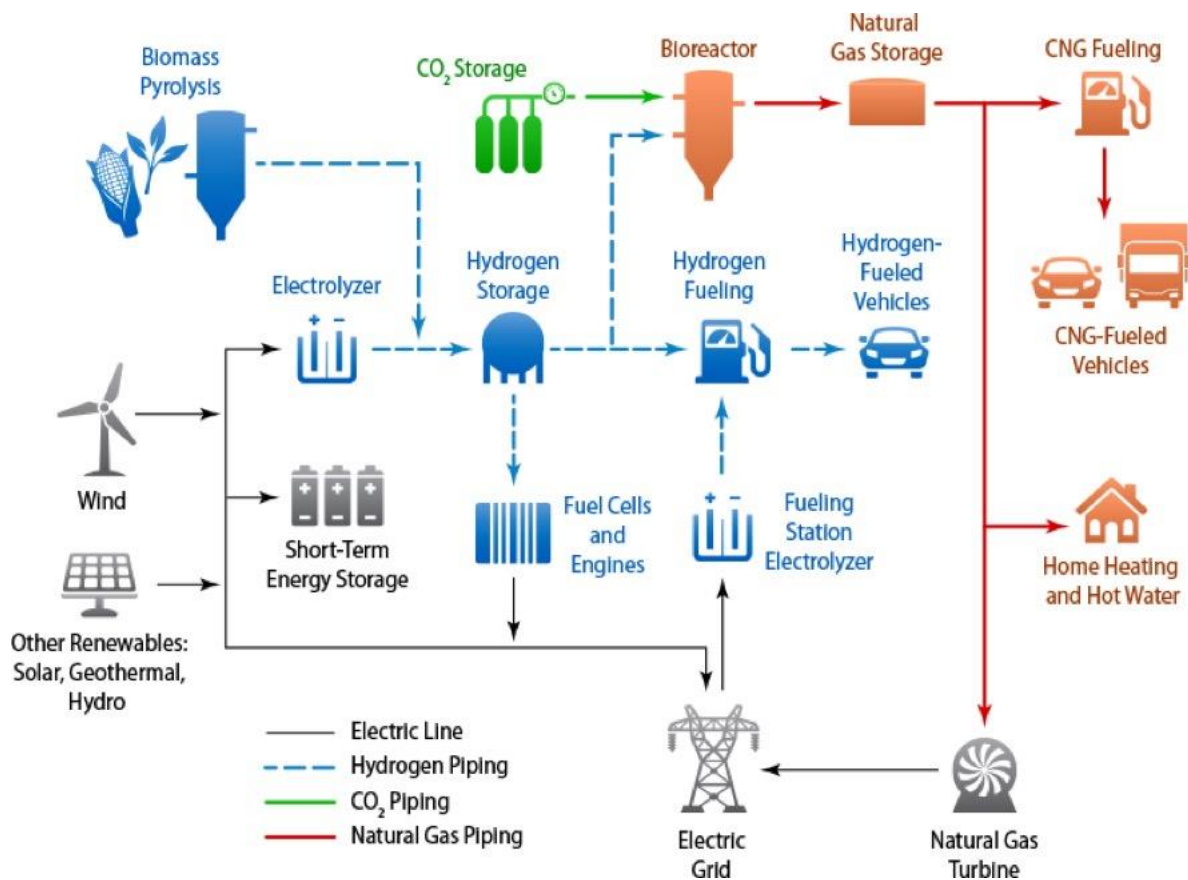 Biomass
Pyrolysis
CO₂ Storage
Bioreactor
Natural
Gas Storage
CNG Fueling
Electrolyzer
Hydrogen
Storage
Hydrogen
Fueling
Hydrogen-
Fueled
Vehicles
CNG-Fueled
Vehicles
Wind
Short-Term
Energy Storage
Fuel Cells
and
Engines
Fueling
Station
Electrolyzer
Home Heating
and Hot Water
Other Renewables:
Solar, Geothermal,
Hydro
Electric Line
Hydrogen Piping
CO₂ Piping
Natural Gas Piping
Electric
Grid
Natural Gas
Turbine